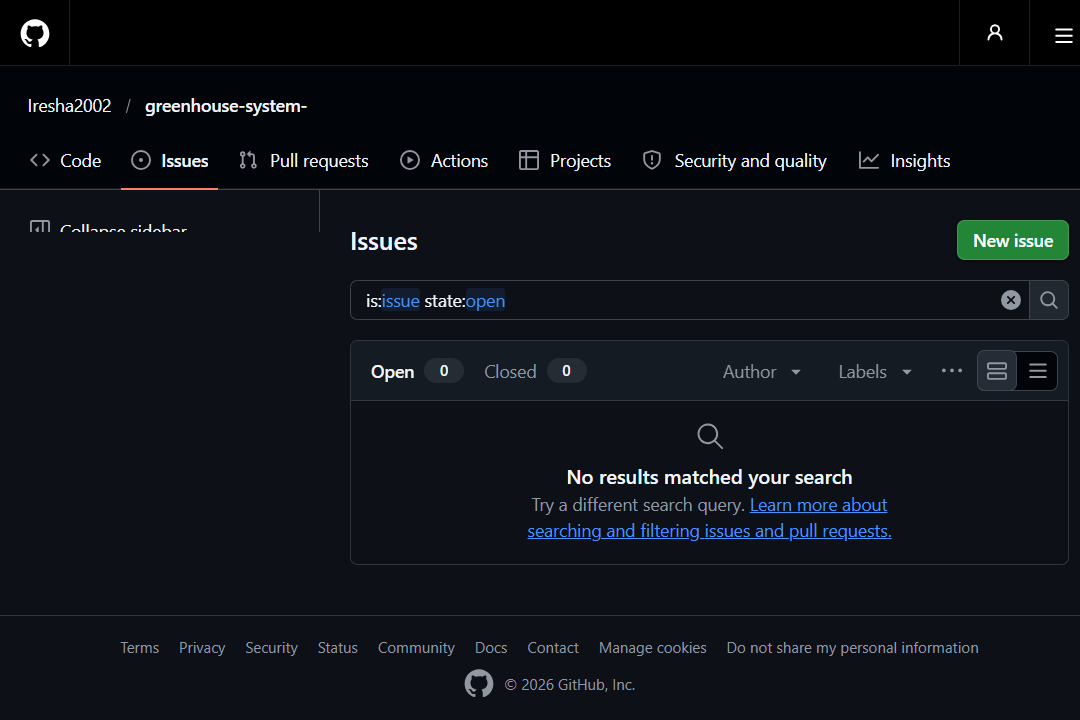 Iresha2002 / greenhouse-system-
Code Issues Pull requests Actions Projects Security and quality Insights
Collapse sidebar
Issues
New issue
is:issue state:open
Open 0 Closed 0 Author Labels
No results matched your search
Try a different search query. Learn more about
searching and filtering issues and pull requests.
Terms Privacy Security Status Community Docs Contact Manage cookies Do not share my personal information
© 2026 GitHub, Inc.